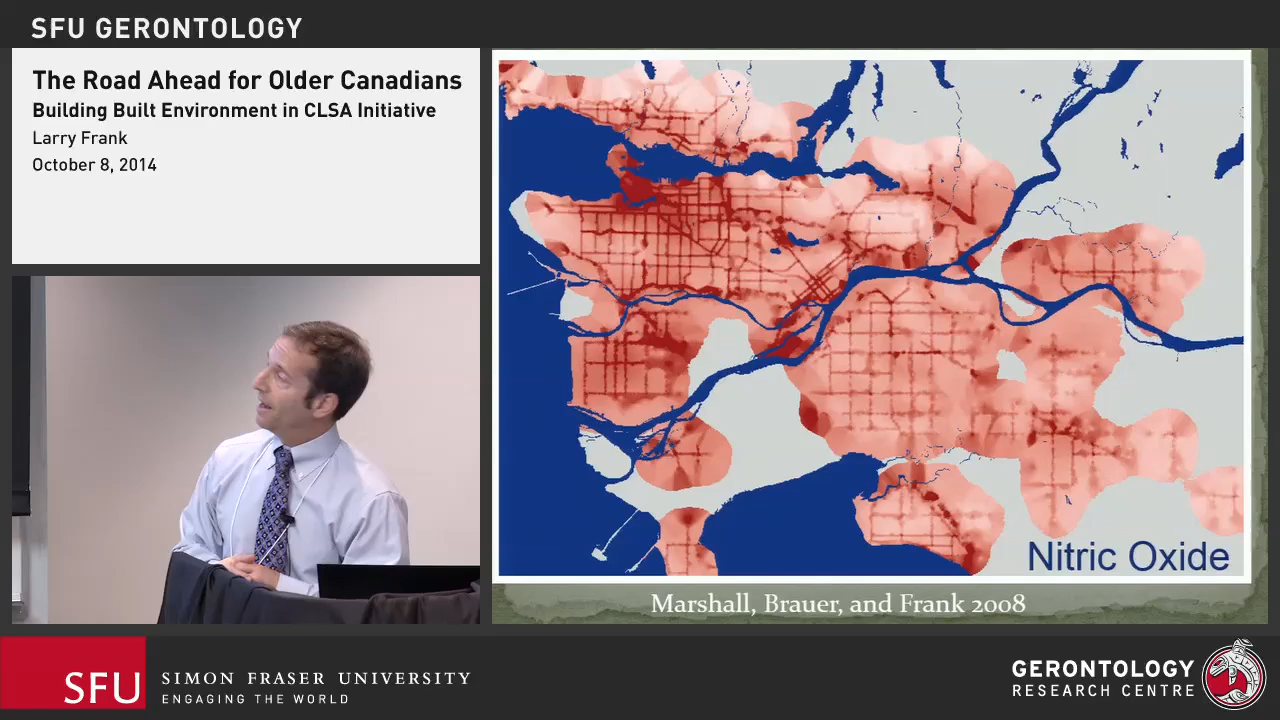 SFU GERONTOLOGY
The Road Ahead for Older Canadians
Building Built Environment in CLSA Initiative
Larry Frank
October 8, 2014
Nitric Oxide
Marshall, Brauer, and Frank 2008
SFU
SIMON FRASER UNIVERSITY
ENGAGING THE WORLD
GERONTOLOGY
RESEARCH CENTRE